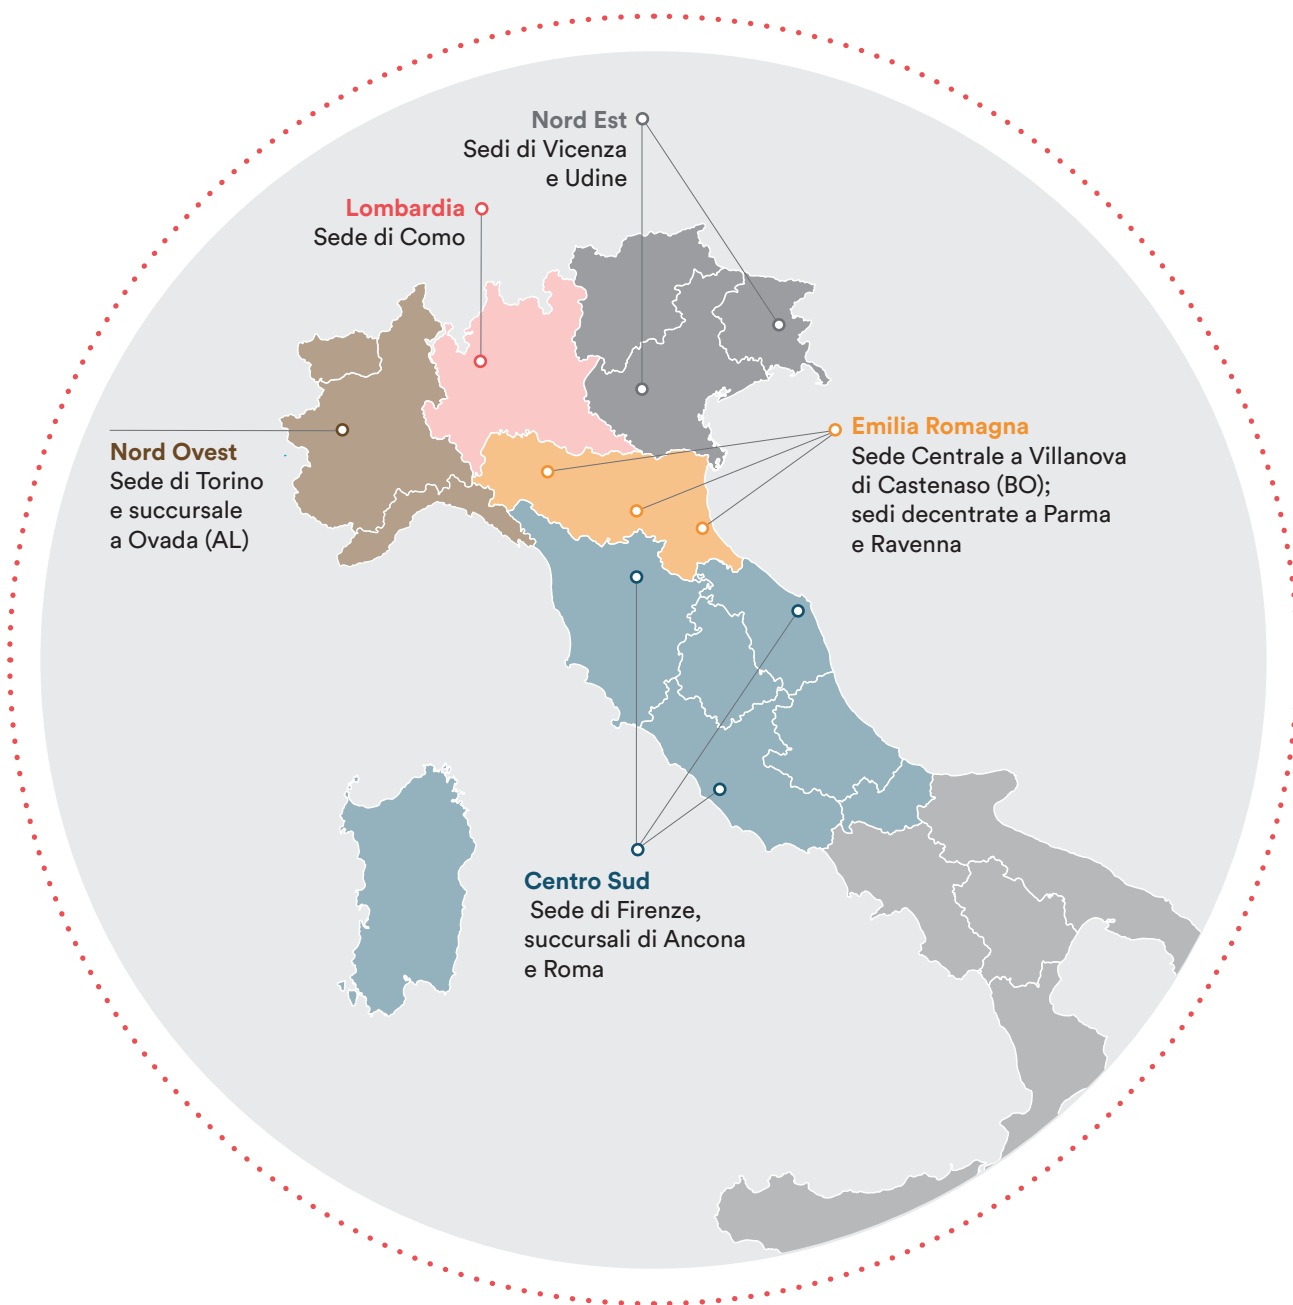 Nord Est
Sedi di Vicenza
e Udine
Lombardia
Sede di Como
Emilia Romagna
Sede Centrale a Villanova
di Castenaso (BO);
sedi decentrate a Parma
e Ravenna
Nord Ovest
Sede di Torino
e succursale
a Ovada (AL)
Centro Sud
Sede di Firenze,
succursali di Ancona
e Roma